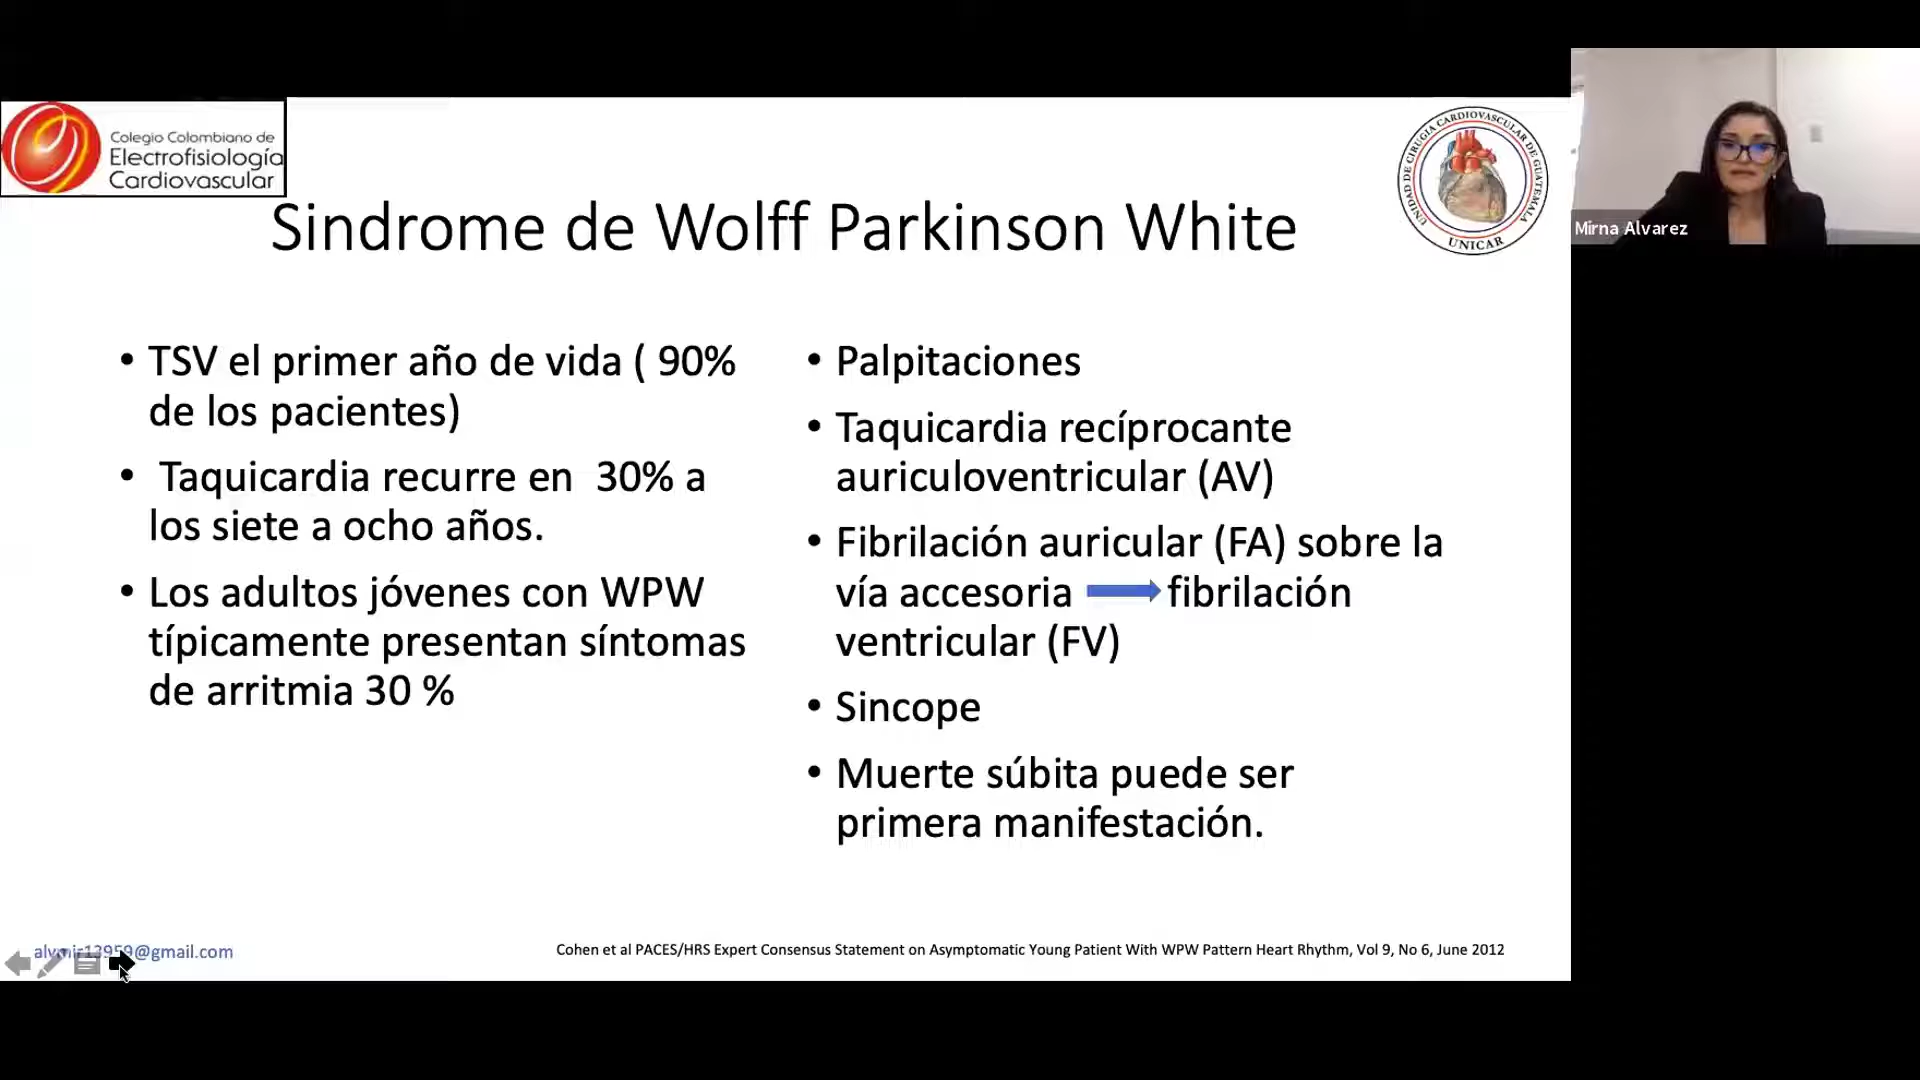 Colegio Colombiano de
Electrofisiología
Cardiovascular
UNIDAD DE CIRUGIA CARDIOVASCULAR DE GUATEMALA
UNICAR
Mirna Alvarez
Sindrome de Wolff Parkinson White
• TSV el primer año de vida ( 90%
de los pacientes)
• Taquicardia recurre en 30% a
los siete a ocho años.
• Los adultos jóvenes con WPW
típicamente presentan síntomas
de arritmia 30 %
• Palpitaciones
• Taquicardia recíprocante
auriculoventricular (AV)
• Fibrilación auricular (FA) sobre la
vía accesoria fibrilación
ventricular (FV)
• Sincope
• Muerte súbita puede ser
primera manifestación.
Cohen et al PACES/HRS Expert Consensus Statement on Asymptomatic Young Patient With WPW Pattern Heart Rhythm, Vol 9, No 6, June 2012